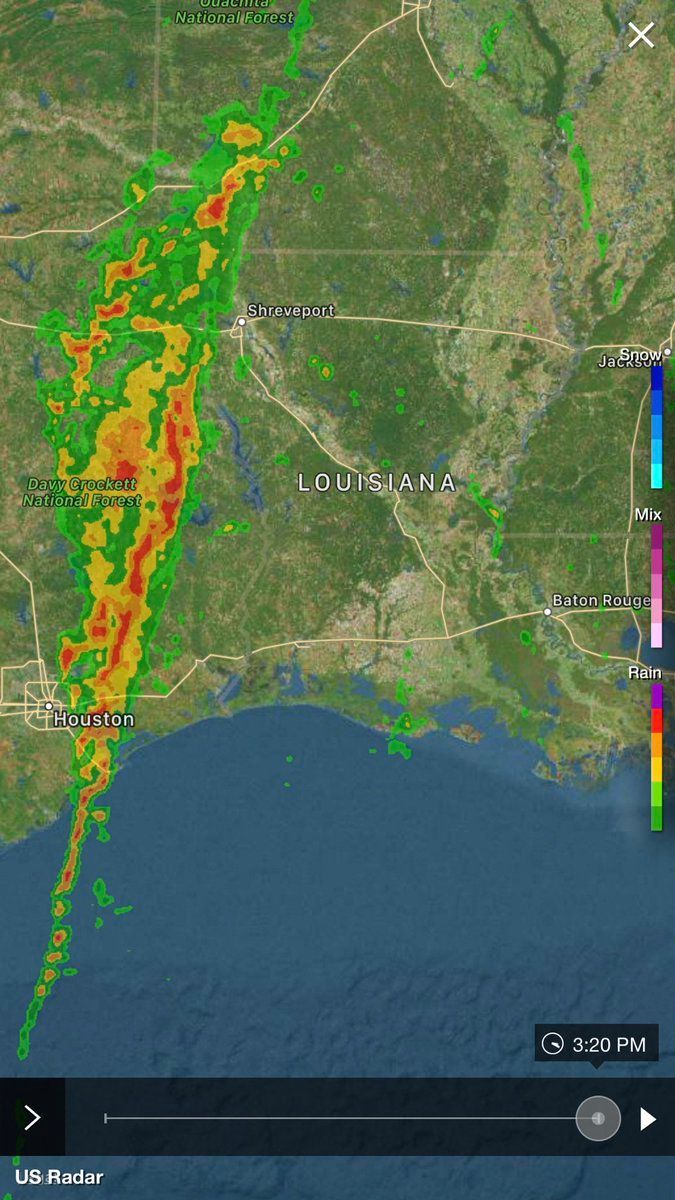 Ouachita
National Forest
Shreveport
Snow
Jackson
Davy Crockett
National Forest
LOUISIANA
Mix
Baton Rouge
Rain
Houston
3:20 PM
US Radar